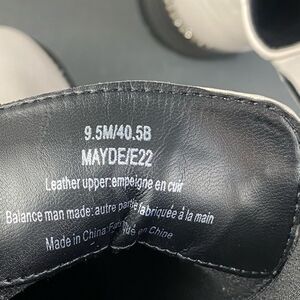 9.5M/40.5B
MAYDE/E22
Leather upper:empeigne en cuir
Balance man made:autre partie fabriquée à la main
Made in China: en Chine